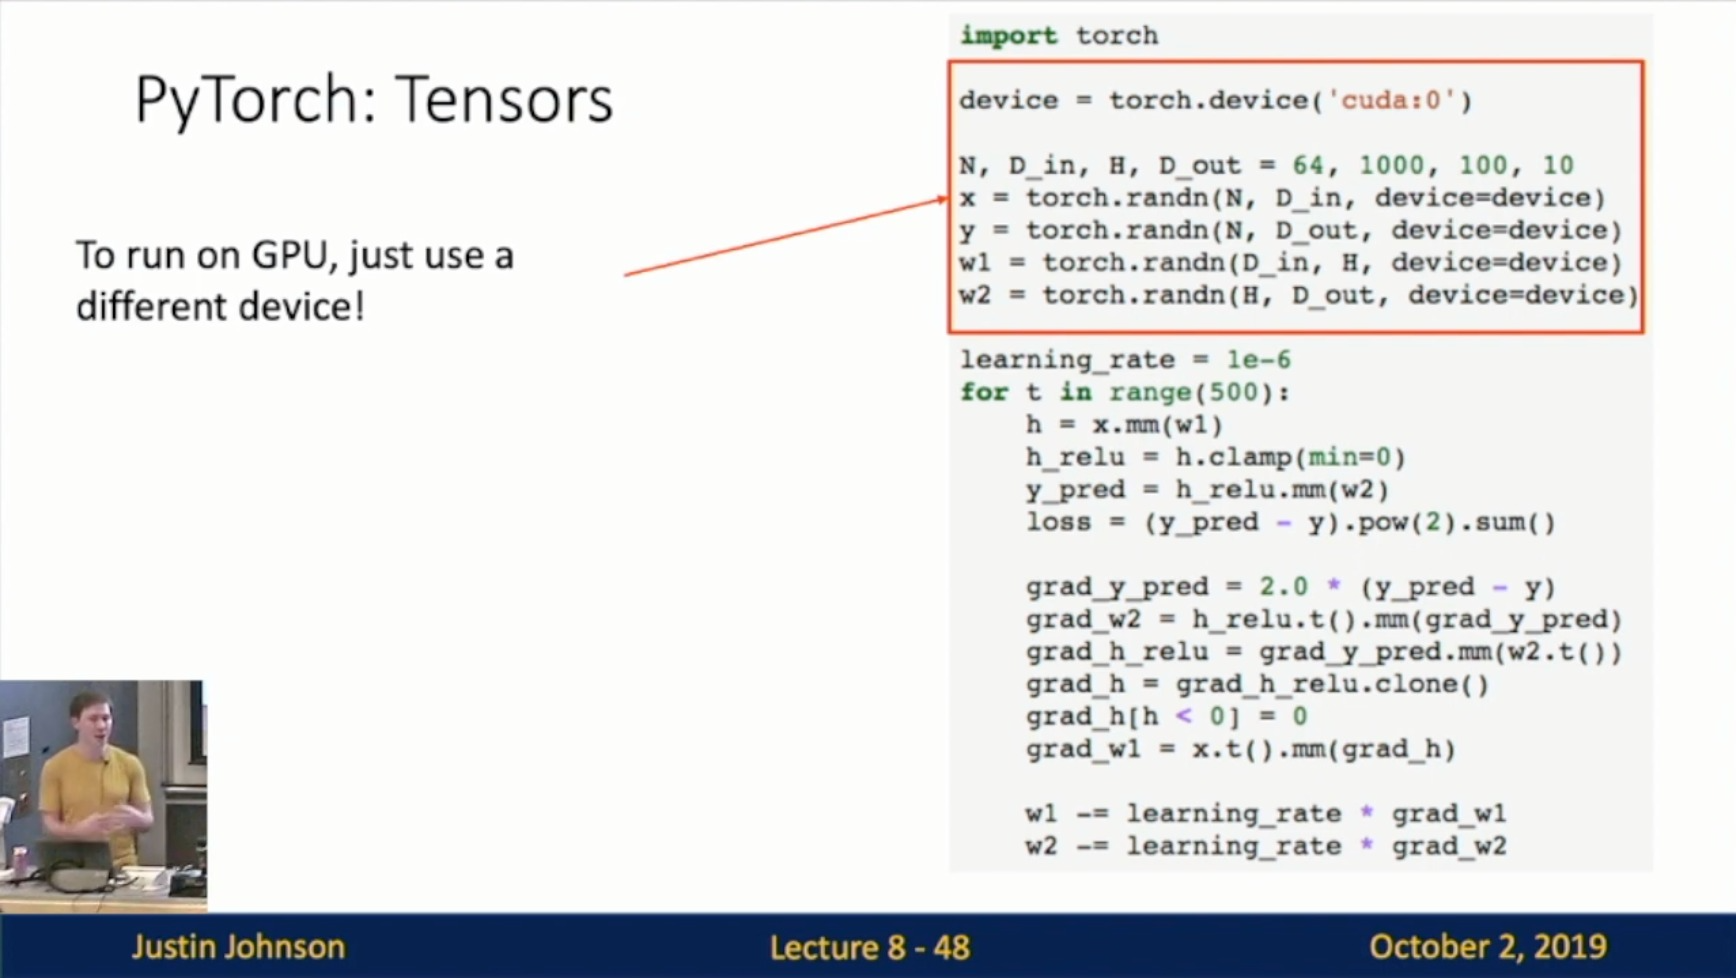 PyTorch: Tensors
To run on GPU, just use a
different device!
import torch
device = torch.device('cuda:0')
N, D_in, H, D_out = 64, 1000, 100, 10
x = torch.randn(N, D_in, device=device)
y = torch.randn(N, D_out, device=device)
w1 = torch.randn(D_in, H, device=device)
w2 = torch.randn(H, D_out, device=device)
learning_rate = 1e-6
for t in range(500):
    h = x.mm(w1)
    h_relu = h.clamp(min=0)
    y_pred = h_relu.mm(w2)
    loss = (y_pred - y).pow(2).sum()
    grad_y_pred = 2.0 * (y_pred - y)
    grad_w2 = h_relu.t().mm(grad_y_pred)
    grad_h_relu = grad_y_pred.mm(w2.t())
    grad_h = grad_h_relu.clone()
    grad_h[h < 0] = 0
    grad_w1 = x.t().mm(grad_h)
    w1 -= learning_rate * grad_w1
    w2 -= learning_rate * grad_w2
Justin Johnson
Lecture 8 - 48
October 2, 2019